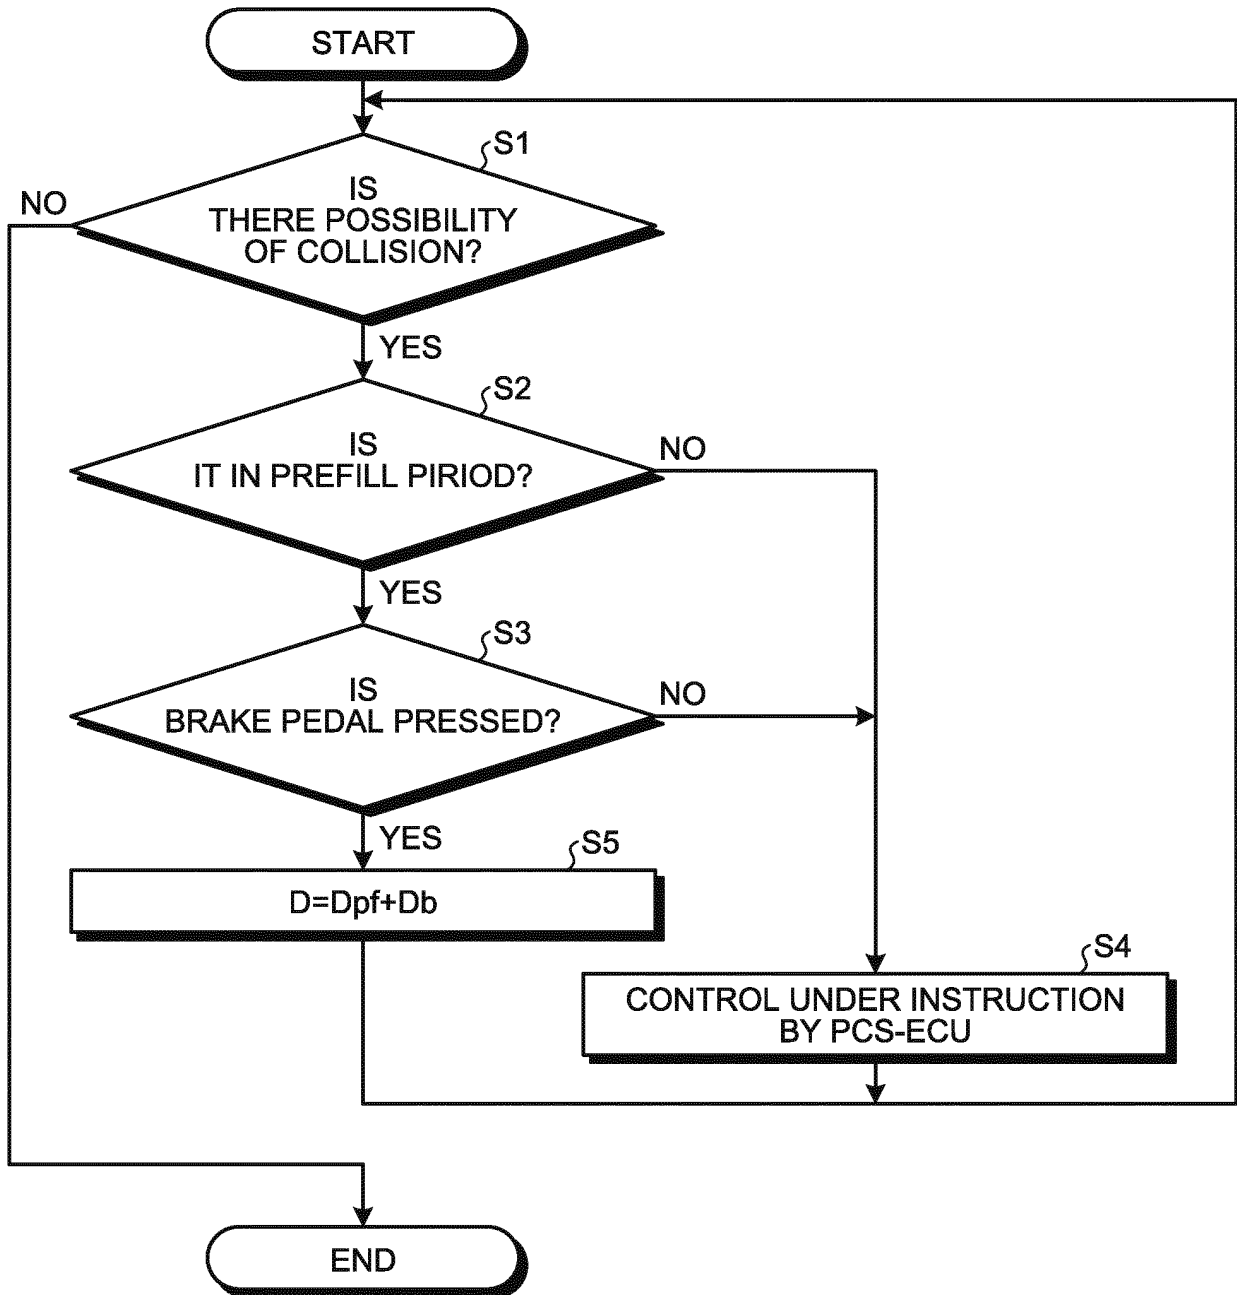 START
S1
NO
IS
THERE POSSIBILITY
OF COLLISION?
YES
S2
IS
IT IN PREFILL PIRIOD?
NO
YES
S3
IS
BRAKE PEDAL PRESSED?
NO
YES
S5
D=Dpf+Db
S4
CONTROL UNDER INSTRUCTION
BY PCS-ECU
END